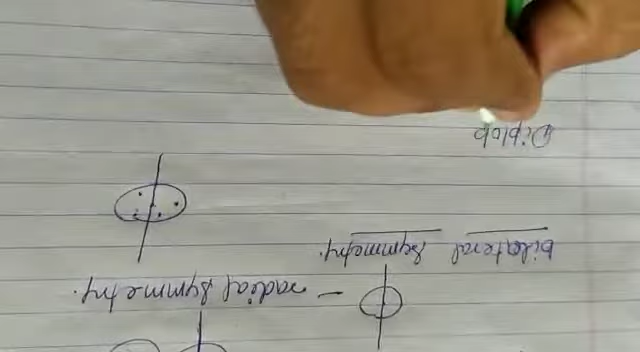 – radial symmetry.
bilateral symmetry.
Diplob